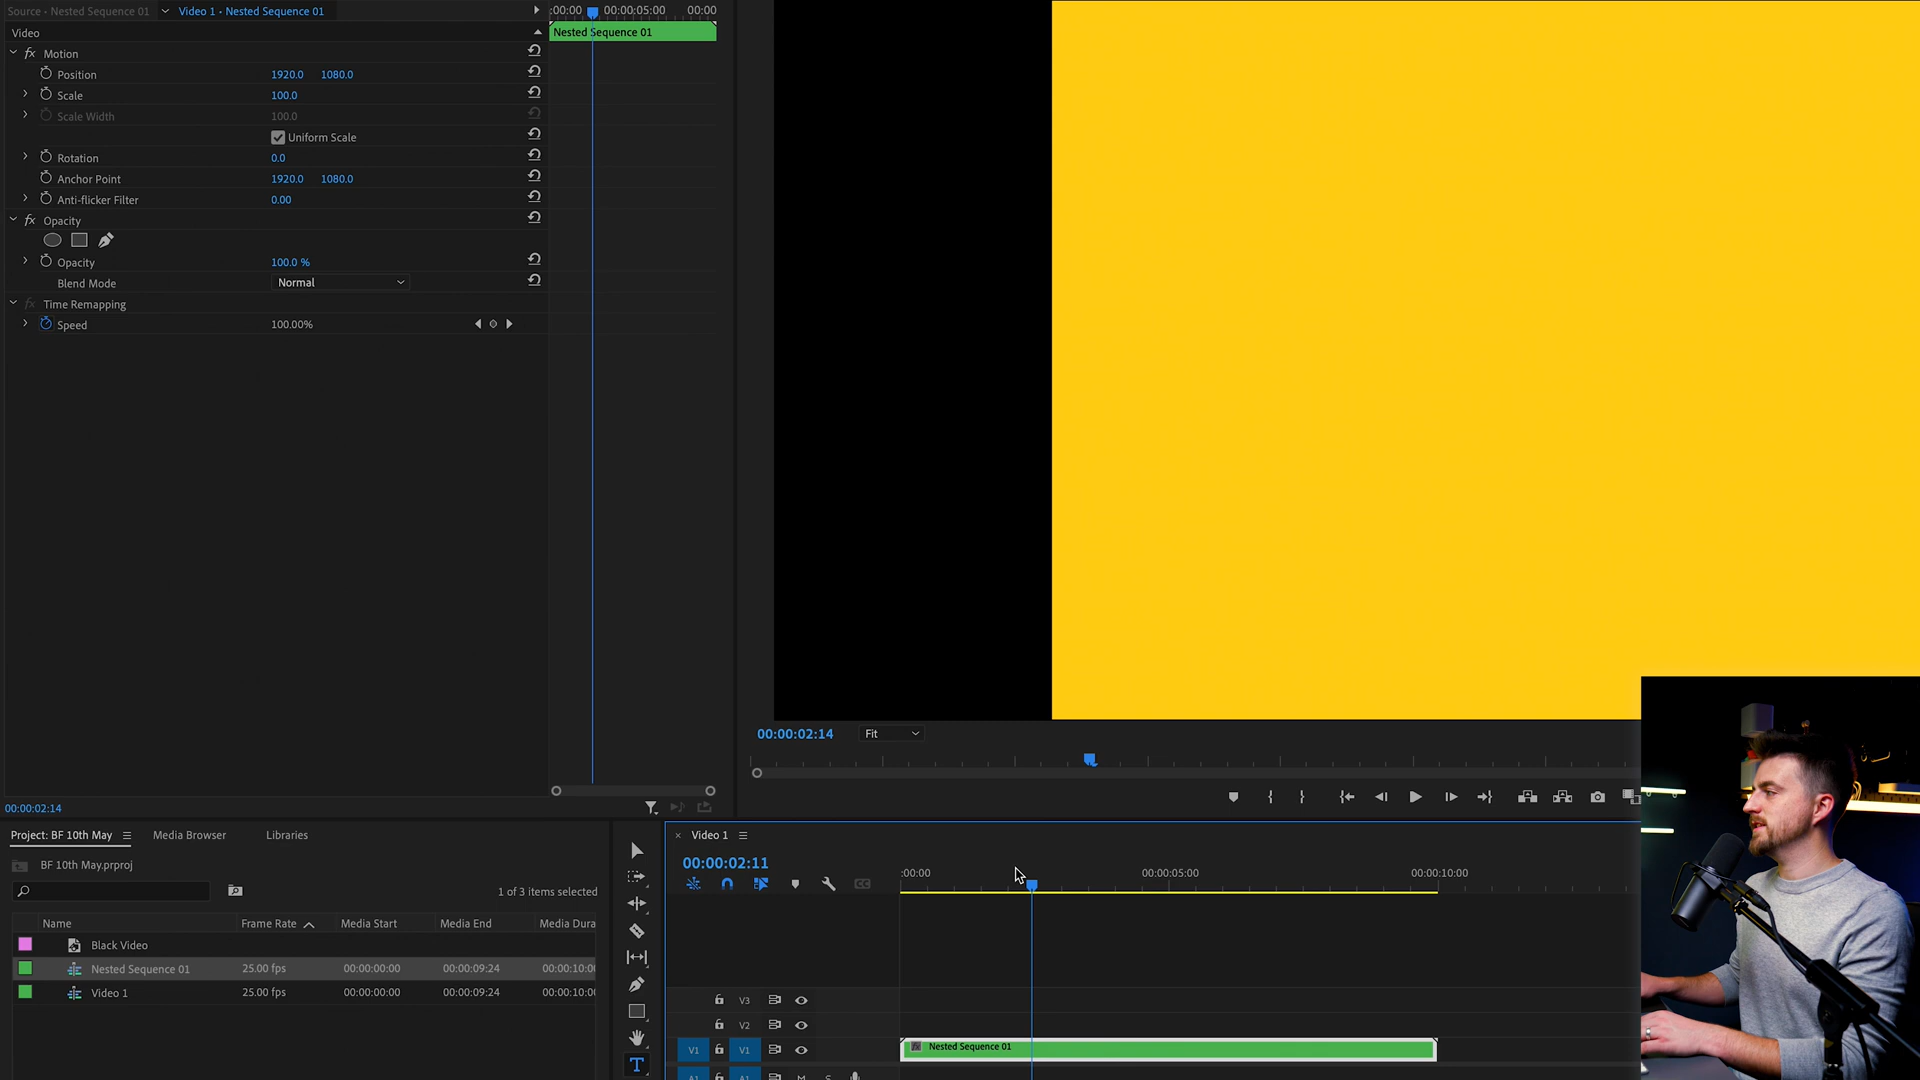 Source • Nested Sequence 01
Video 1 • Nested Sequence 01
:00:00
00:00:05:00
00:00
Video
Nested Sequence 01
fx Motion
Position 1920.0 1080.0
Scale 100.0
Scale Width 100.0
Uniform Scale
Rotation 0.0
Anchor Point 1920.0 1080.0
Anti-flicker Filter 0.00
fx Opacity
Opacity 100.0 %
Blend Mode Normal
fx Time Remapping
Speed 100.00%
00:00:02:14
Fit
00:00:02:14
Project: BF 10th May
Media Browser
Libraries
BF 10th May.prproj
1 of 3 items selected
Name Frame Rate Media Start Media End Media Dura
Black Video
Nested Sequence 01 25.00 fps 00:00:00:00 00:00:09:24 00:00:10:0
Video 1 25.00 fps 00:00:00:00 00:00:09:24 00:00:10:0
× Video 1
00:00:02:11
:00:00
00:00:05:00
00:00:10:00
V3
V2
V1 V1
fx Nested Sequence 01
A1 A1 M S
T